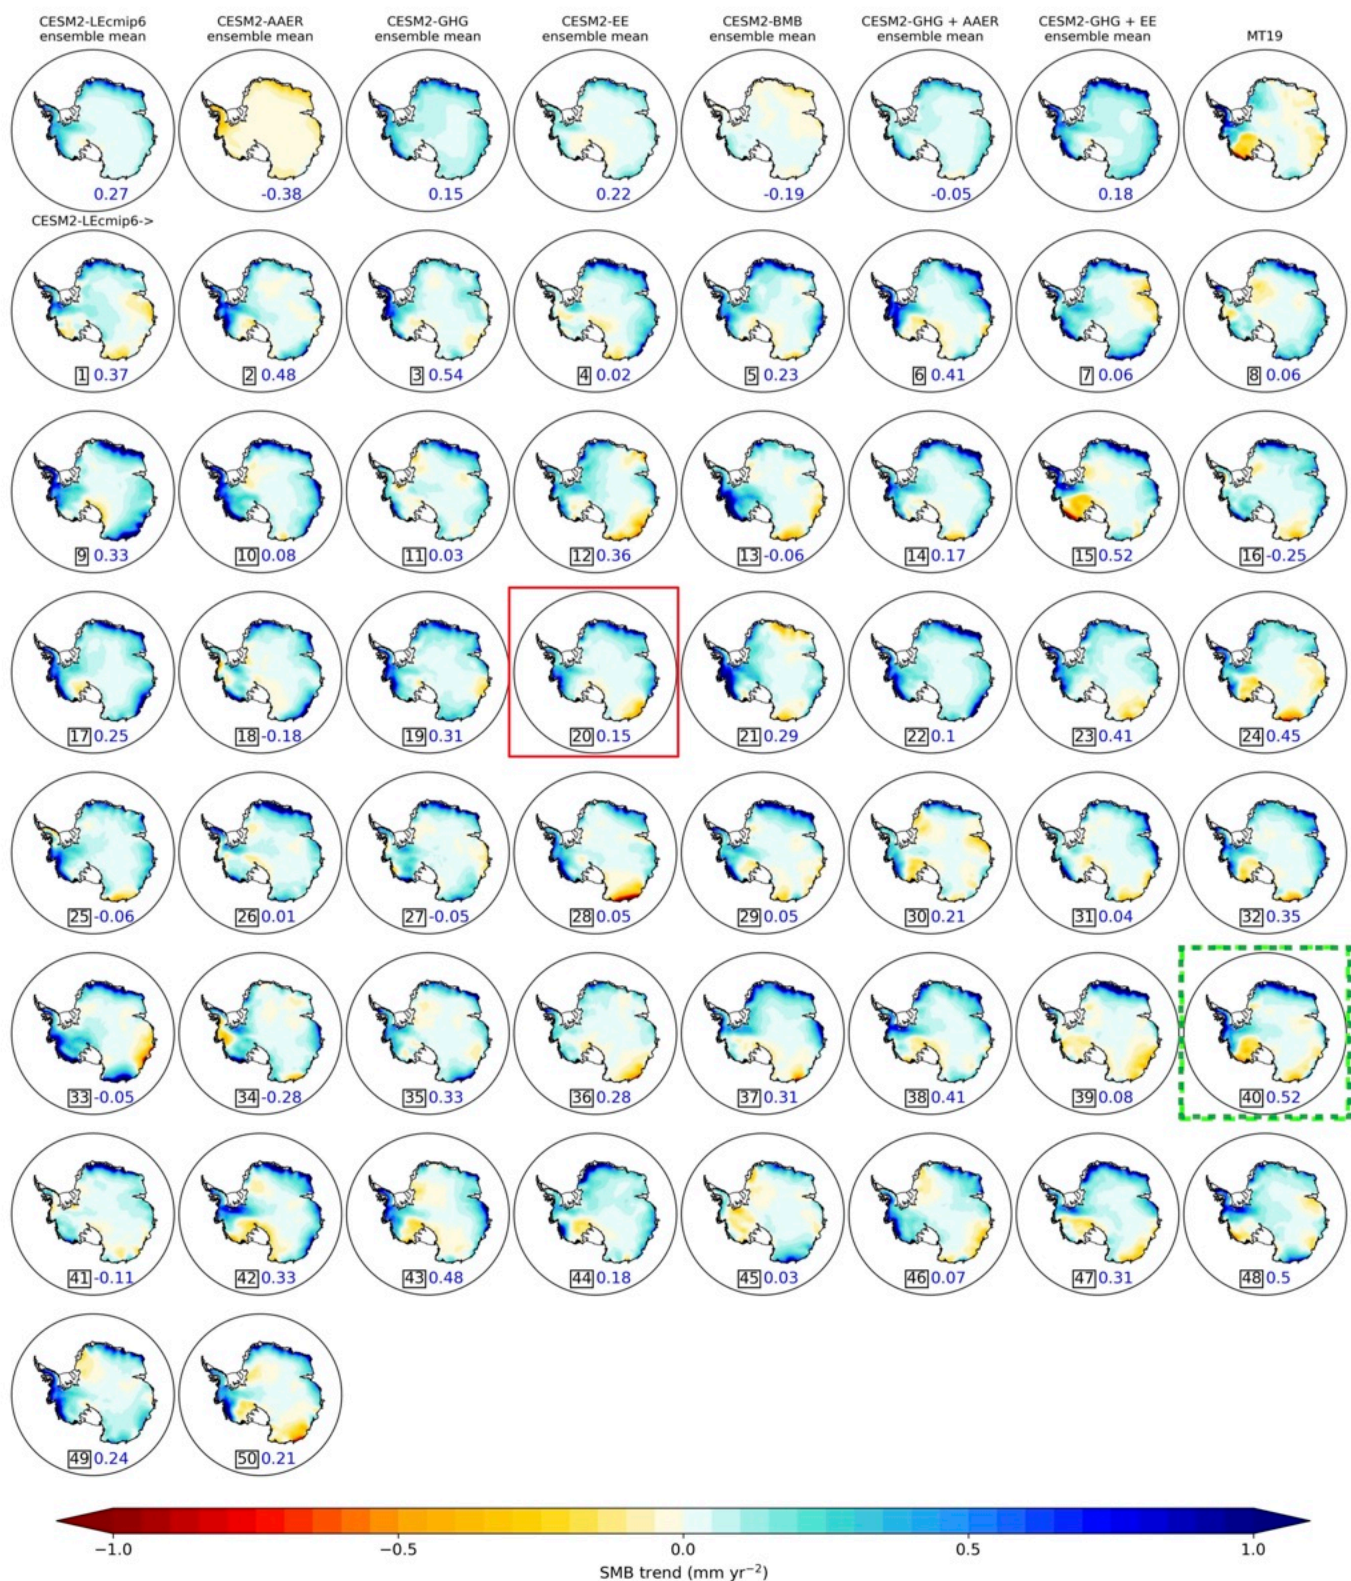 CESM2-LEcmip6 CESM2-AAER CESM2-GHG CESM2-EE CESM2-BMB CESM2-GHG + AAER CESM2-GHG + EE
ensemble mean ensemble mean ensemble mean ensemble mean ensemble mean ensemble mean ensemble mean MT19
0.27 -0.38 0.15 0.22 -0.19 -0.05 0.18
CESM2-LEcmip6->
1 0.37 2 0.48 3 0.54 4 0.02 5 0.23 6 0.41 7 0.06 8 0.06
9 0.33 10 0.08 11 0.03 12 0.36 13 -0.06 14 0.17 15 0.52 16 -0.25
17 0.25 18 -0.18 19 0.31 20 0.15 21 0.29 22 0.1 23 0.41 24 0.45
25 -0.06 26 0.01 27 -0.05 28 0.05 29 0.05 30 0.21 31 0.04 32 0.35
33 -0.05 34 -0.28 35 0.33 36 0.28 37 0.31 38 0.41 39 0.08 40 0.52
41 -0.11 42 0.33 43 0.48 44 0.18 45 0.03 46 0.07 47 0.31 48 0.5
49 0.24 50 0.21
−1.0 −0.5 0.0 0.5 1.0
SMB trend (mm yr⁻²)